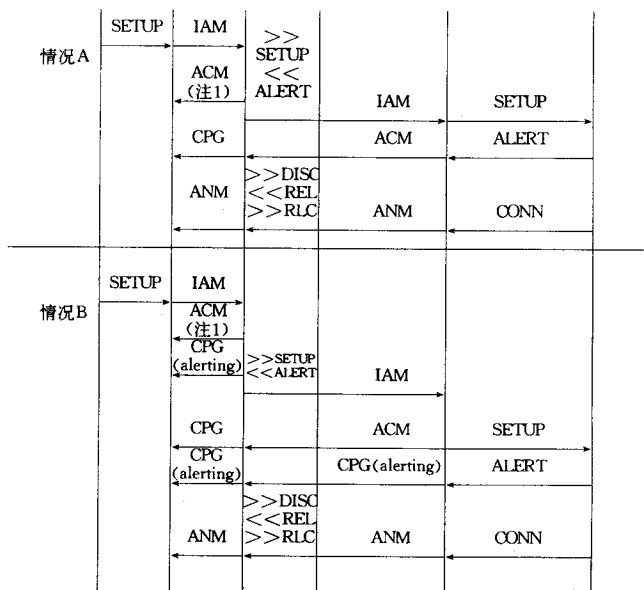 SETUP IAM >>
情况A SETUP
ACM <<
(注1) ALERT
IAM SETUP
CPG ACM ALERT
>>DISC
ANM <<REL
>>RLC ANM CONN
SETUP IAM
情况B ACM
(注1)
CPG >>SETUP
(alerting) <<ALERT IAM
CPG ACM SETUP
CPG CPG(alerting) ALERT
(alerting)
>>DISC
<<REL
ANM >>RLC ANM CONN